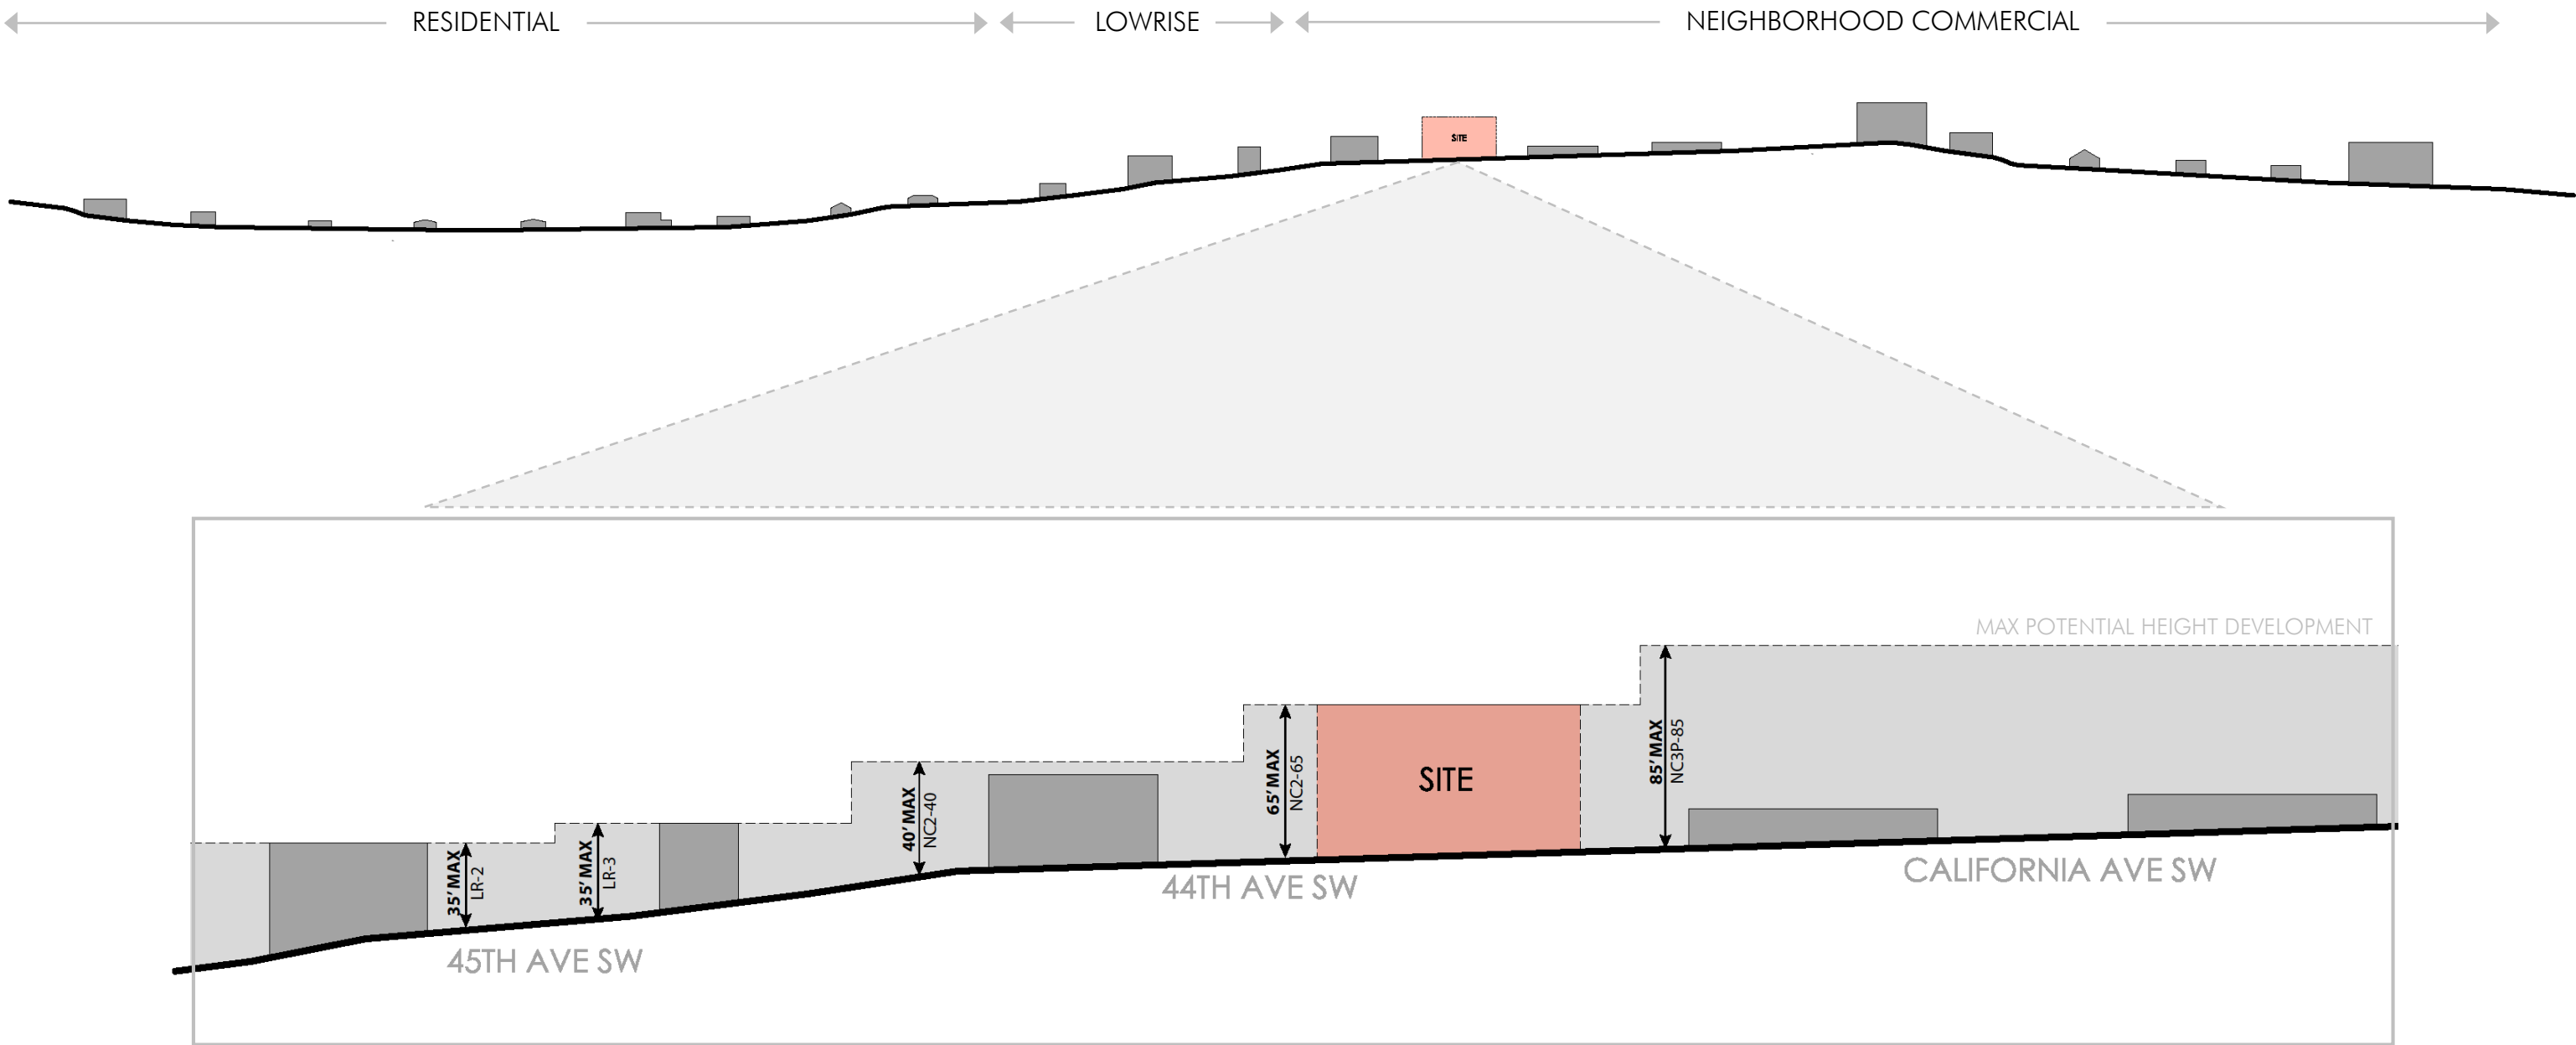 RESIDENTIAL
LOWRISE
NEIGHBORHOOD COMMERCIAL
SITE
MAX POTENTIAL HEIGHT DEVELOPMENT
35' MAX
LR-2
35' MAX
LR-3
40' MAX
NC2-40
65' MAX
NC2-65
SITE
85' MAX
NC3P-85
45TH AVE SW
44TH AVE SW
CALIFORNIA AVE SW